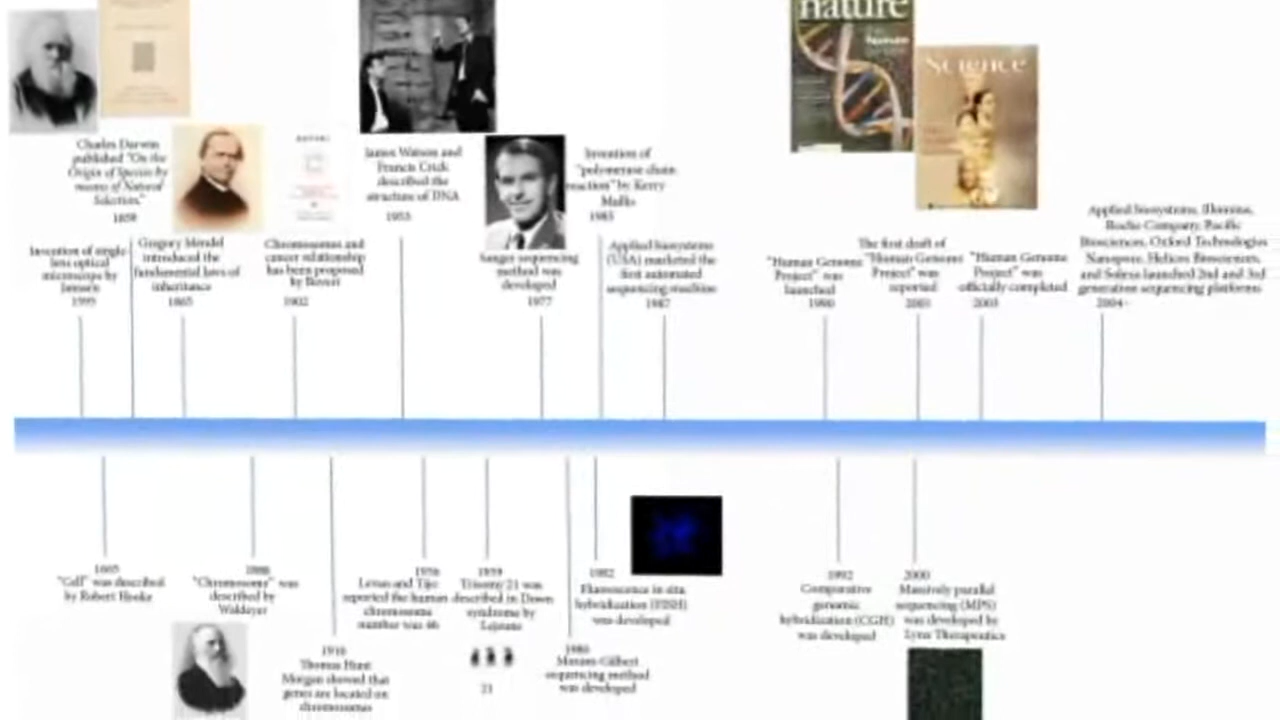 nature
Science
Charles Darwin
published "On the
Origin of Species by
means of Natural
Selection."
1859
Invention of single
lens optical
microscope by
Janssen
1595
Gregory Mendel
introduced the
fundamental laws of
inheritance
1865
Chromosomes and
cancer relationship
has been proposed
by Boveri
1902
James Watson and
Francis Crick
described the
structure of DNA
1953
Sanger sequencing
method was
developed
1977
Invention of
"polymerase chain
reaction" by Kerry
Mullis
1983
Applied biosystems
(USA) marketed the
first automated
sequencing machine
1987
"Human Genome
Project" was
launched
1990
The first draft of
"Human Genome
Project" was
reported
2001
"Human Genome
Project" was
officially completed
2003
Applied biosystems, Illumina,
Roche Company, Pacific
Biosciences, Oxford Technologies
Nanopore, Helicos Biosciences,
and Solexa launched 2nd and 3rd
generation sequencing platforms
2004-
1665
"Cell" was described
by Robert Hooke
1888
"Chromosome" was
described by
Waldeyer
1910
Thomas Hunt
Morgan showed that
genes are located on
chromosomes
1956
Levan and Tijo
reported the human
chromosome
number was 46
1959
Trisomy 21 was
described in Down
syndrome by
Lejeune
21
1980
Maxam-Gilbert
sequencing method
was developed
1982
Fluorescence in situ
hybridization (FISH)
was developed
1992
Comparative
genomic
hybridization (CGH)
was developed
2000
Massively parallel
sequencing (MPS)
was developed by
Lynx Therapeutics